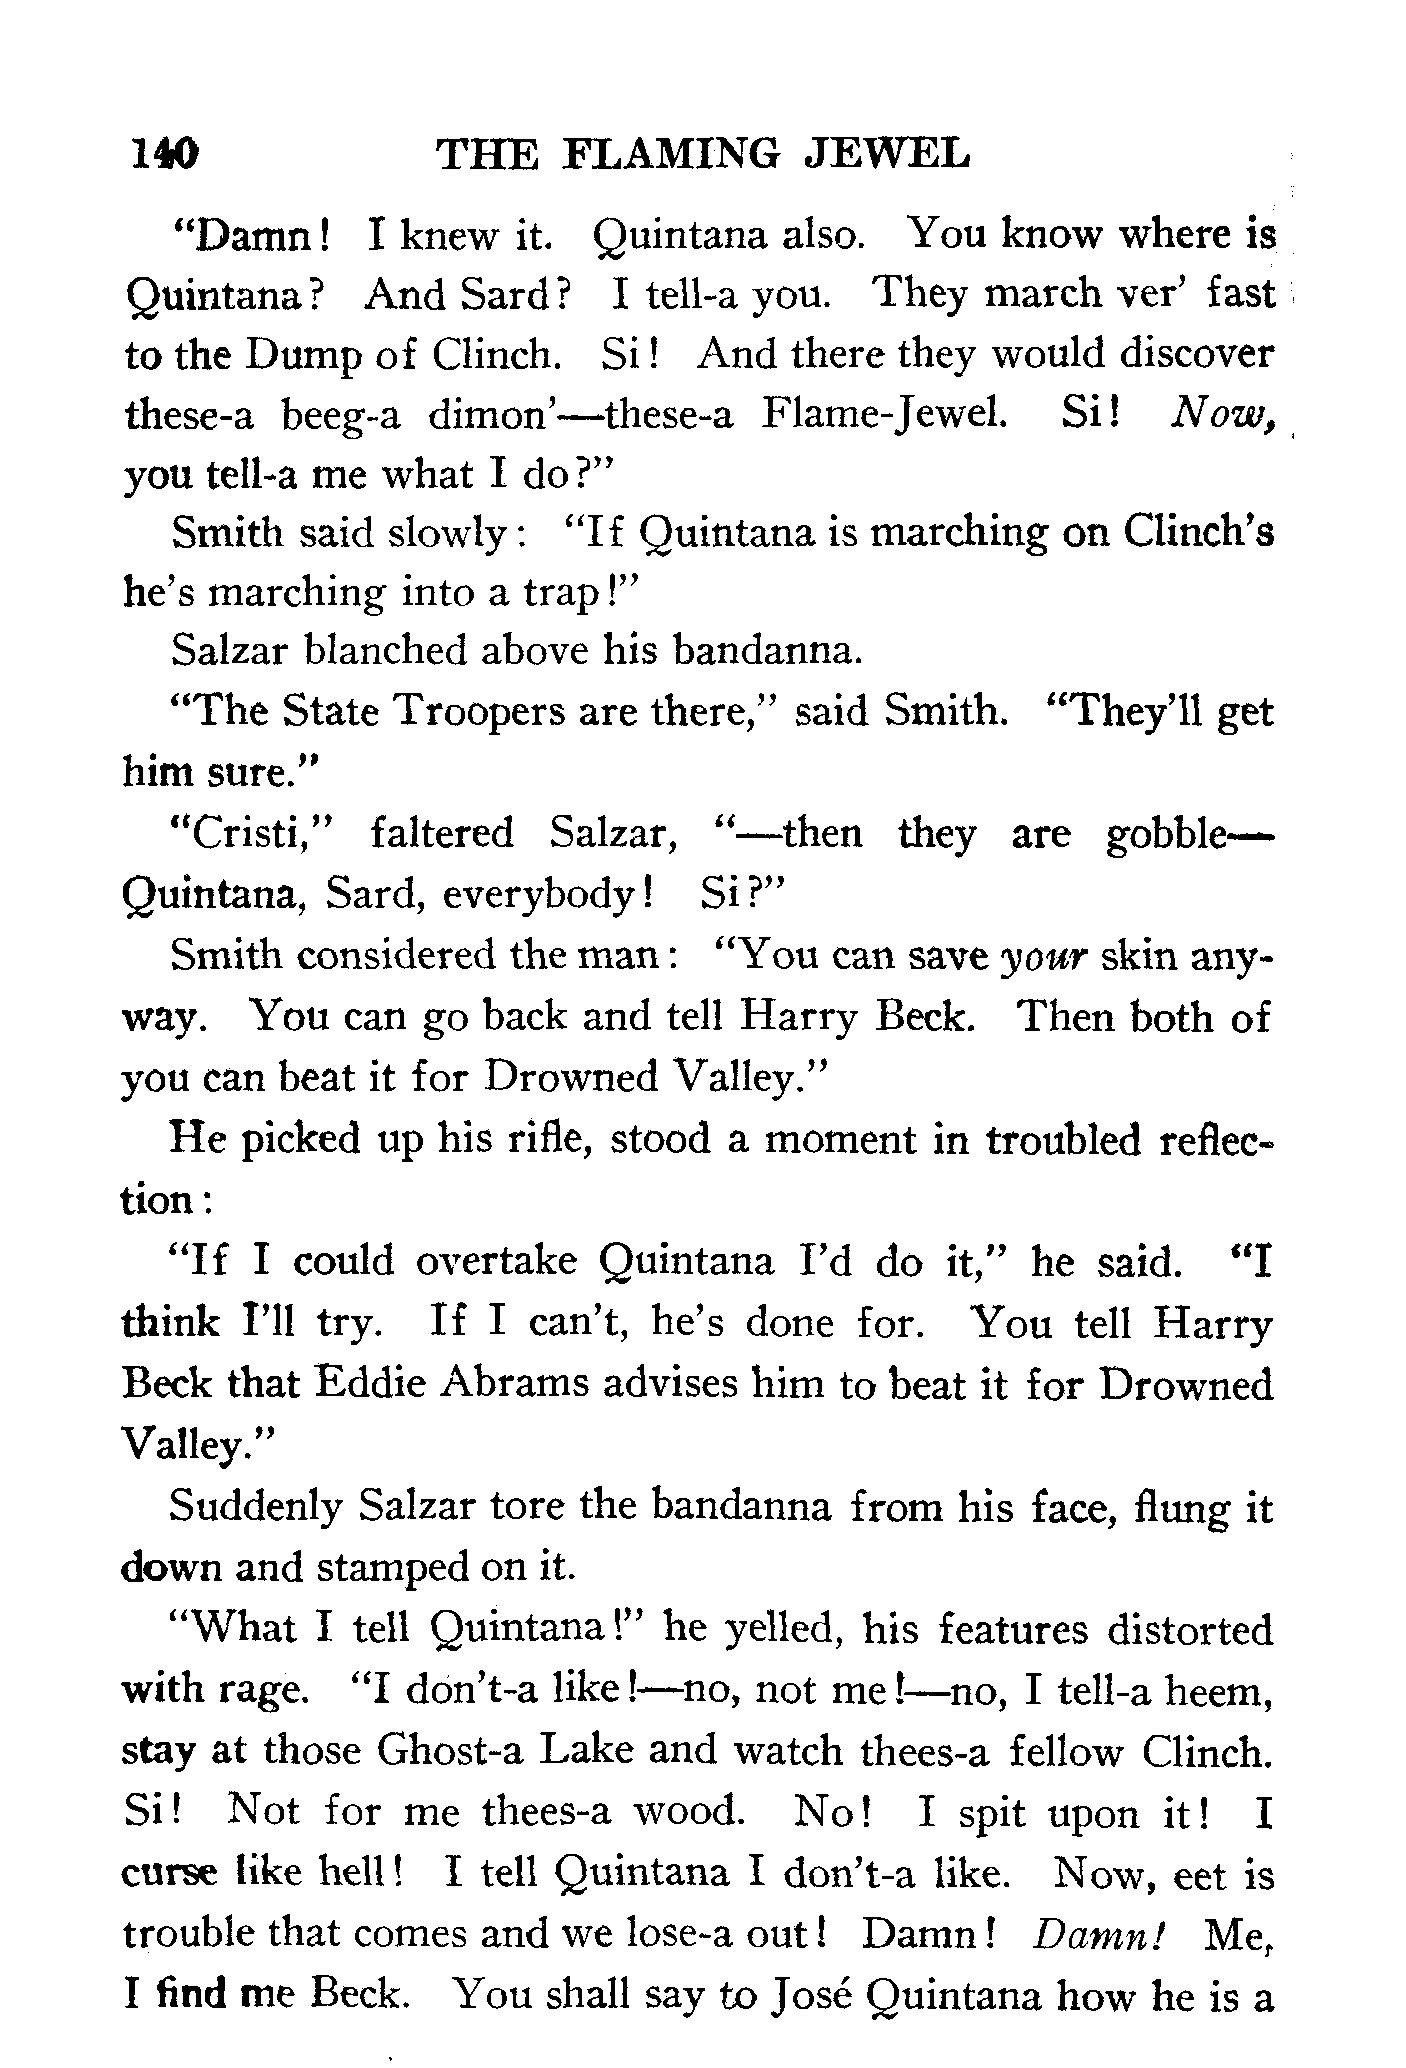 140 THE FLAMING JEWEL
“Damn! I knew it. Quintana also. You know where is
Quintana? And Sard? I tell-a you. They march ver’ fast
to the Dump of Clinch. Si! And there they would discover
these-a beeg-a dimon’—these-a Flame-Jewel. Si! Now,
you tell-a me what I do?”
Smith said slowly: “If Quintana is marching on Clinch’s
he’s marching into a trap!”
Salzar blanched above his bandanna.
“The State Troopers are there,” said Smith. “They’ll get
him sure.”
“Cristi,” faltered Salzar, “—then they are gobble—
Quintana, Sard, everybody! Si?”
Smith considered the man: “You can save your skin any-
way. You can go back and tell Harry Beck. Then both of
you can beat it for Drowned Valley.”
He picked up his rifle, stood a moment in troubled reflec-
tion:
“If I could overtake Quintana I’d do it,” he said. “I
think I’ll try. If I can’t, he’s done for. You tell Harry
Beck that Eddie Abrams advises him to beat it for Drowned
Valley.”
Suddenly Salzar tore the bandanna from his face, flung it
down and stamped on it.
“What I tell Quintana!” he yelled, his features distorted
with rage. “I don’t-a like!—no, not me!—no, I tell-a heem,
stay at those Ghost-a Lake and watch thees-a fellow Clinch.
Si! Not for me thees-a wood. No! I spit upon it! I
curse like hell! I tell Quintana I don’t-a like. Now, eet is
trouble that comes and we lose-a out! Damn! Damn! Me,
I find me Beck. You shall say to José Quintana how he is a